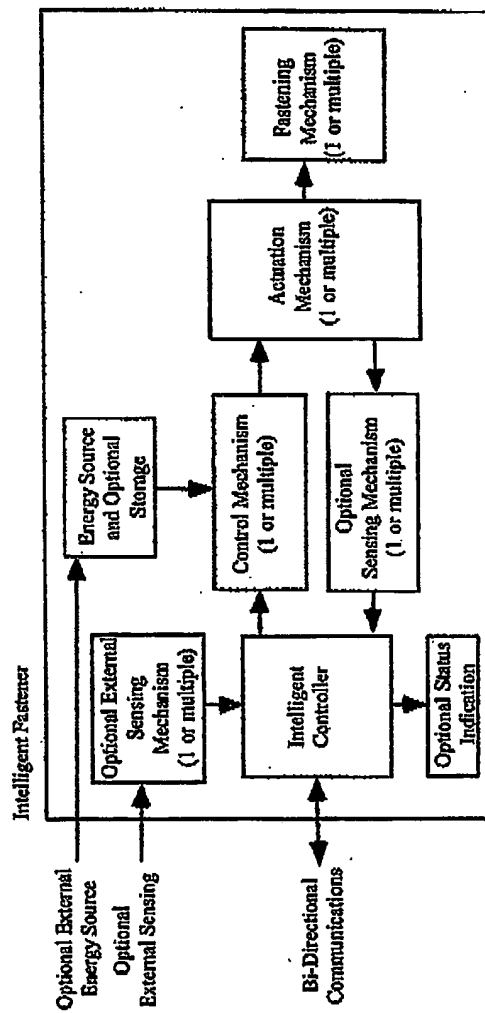 Intelligent Fastener
Optional External
Energy Source
Optional
External Sensing
Bi-Directional
Communications
Energy Source
and Optional
Storage
Optional External
Sensing
Mechanism
(1 or multiple)
Intelligent
Controller
Optional Status
Indication
Control Mechanism
(1 or multiple)
Optional
Sensing Mechanism
(1 or multiple)
Actuation
Mechanism
(1 or multiple)
Fastening
Mechanism
(1 or multiple)